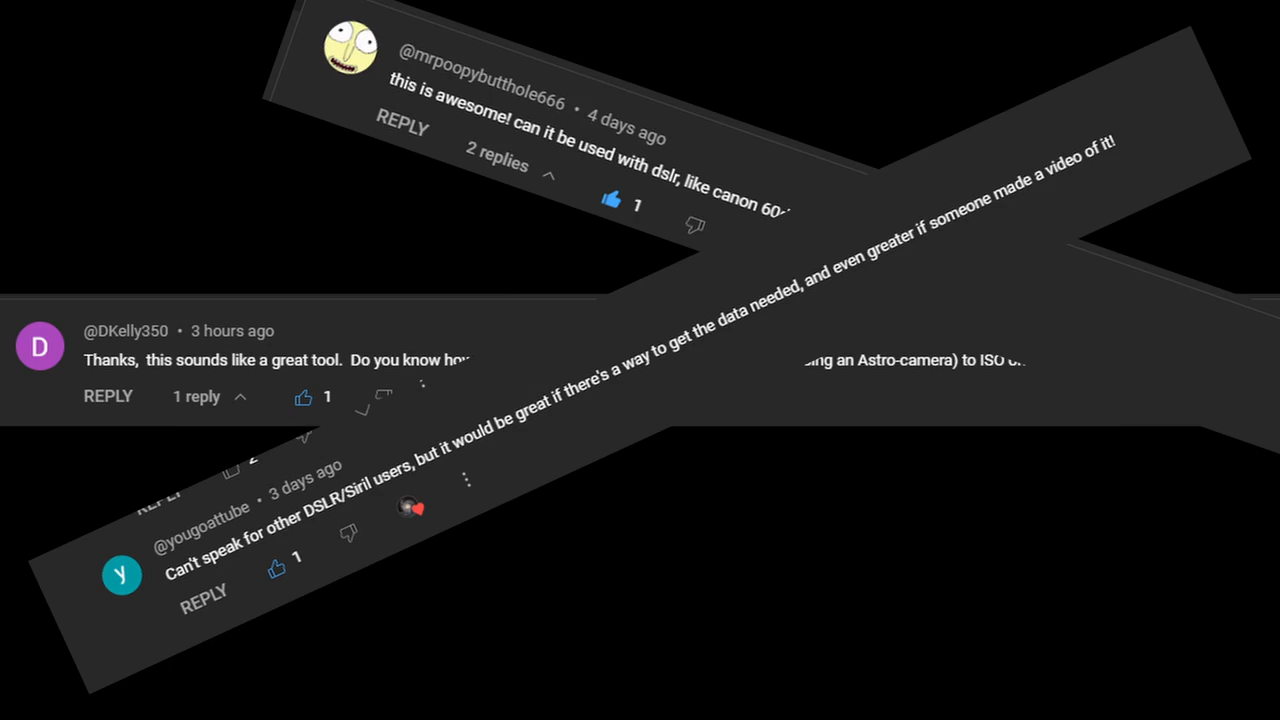 @mrpoopybutthole666 • 4 days ago
this is awesome! can it be used with dslr, like canon
REPLY
2 replies
1
D
@DKelly350 • 3 hours ago
Thanks, this sounds like a great tool. Do you know how
an Astro-camera) to ISO
REPLY
1 reply
1
REPLY
2
y
@yougoattube • 3 days ago
Can't speak for other DSLR/Siril users, but it would be great if there's a way to get the data needed, and even greater if someone made a video of it!
REPLY
1